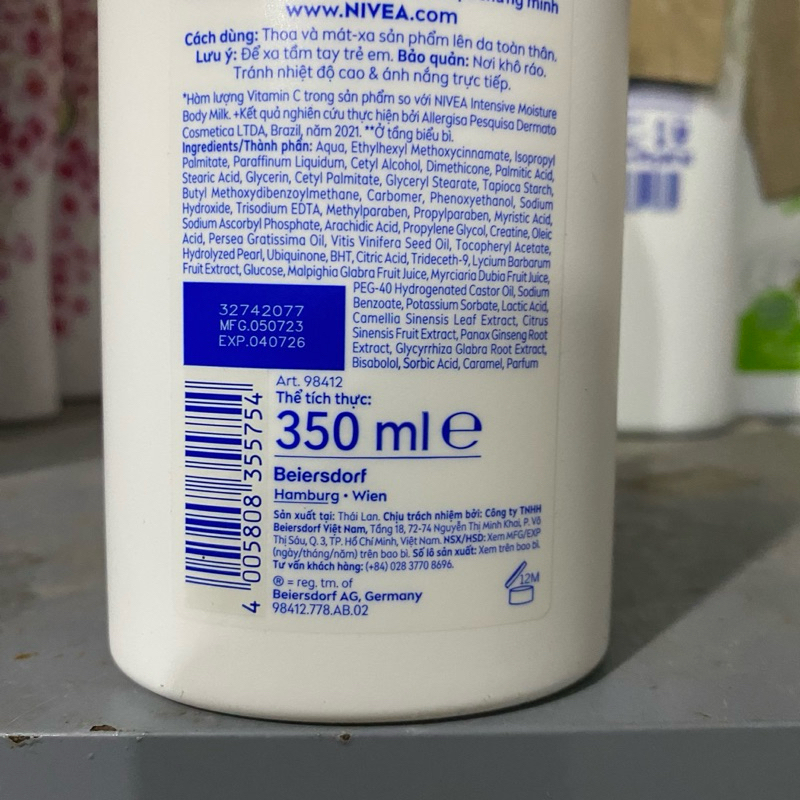 chứng minh
www.NIVEA.com
Cách dùng: Thoa và mát-xa sản phẩm lên da toàn thân.
Lưu ý: Để xa tầm tay trẻ em. Bảo quản: Nơi khô ráo.
Tránh nhiệt độ cao & ánh nắng trực tiếp.
*Hàm lượng Vitamin C trong sản phẩm so với NIVEA Intensive Moisture
Body Milk. +Kết quả nghiên cứu thực hiện bởi Allergisa Pesquisa Dermato
Cosmetica LTDA, Brazil, năm 2021. **Ở tầng biểu bì.
Ingredients/Thành phần: Aqua, Ethylhexyl Methoxycinnamate, Isopropyl
Palmitate, Paraffinum Liquidum, Cetyl Alcohol, Dimethicone, Palmitic Acid,
Stearic Acid, Glycerin, Cetyl Palmitate, Glyceryl Stearate, Tapioca Starch,
Butyl Methoxydibenzoylmethane, Carbomer, Phenoxyethanol, Sodium
Hydroxide, Trisodium EDTA, Methylparaben, Propylparaben, Myristic Acid,
Sodium Ascorbyl Phosphate, Arachidic Acid, Propylene Glycol, Creatine, Oleic
Acid, Persea Gratissima Oil, Vitis Vinifera Seed Oil, Tocopheryl Acetate,
Hydrolyzed Pearl, Ubiquinone, BHT, Citric Acid, Trideceth-9, Lycium Barbarum
Fruit Extract, Glucose, Malpighia Glabra Fruit Juice, Myrciaria Dubia Fruit Juice,
PEG-40 Hydrogenated Castor Oil, Sodium
Benzoate, Potassium Sorbate, Lactic Acid,
Camellia Sinensis Leaf Extract, Citrus
Sinensis Fruit Extract, Panax Ginseng Root
Extract, Glycyrrhiza Glabra Root Extract,
Bisabolol, Sorbic Acid, Caramel, Parfum
32742077
MFG.050723
EXP.040726
Art. 98412
Thể tích thực:
350 ml e
Beiersdorf
Hamburg • Wien
Sản xuất tại: Thái Lan. Chịu trách nhiệm bởi: Công ty TNHH
Beiersdorf Việt Nam, Tầng 18, 72-74 Nguyễn Thị Minh Khai, P. Võ
Thị Sáu, Q. 3, TP. Hồ Chí Minh, Việt Nam. NSX/HSD: Xem MFG/EXP
(ngày/tháng/năm) trên bao bì. Số lô sản xuất: Xem trên bao bì.
Tư vấn khách hàng: (+84) 028 3770 8696.
® = reg. tm. of
Beiersdorf AG, Germany
98412.778.AB.02
12M
4 005808 355754